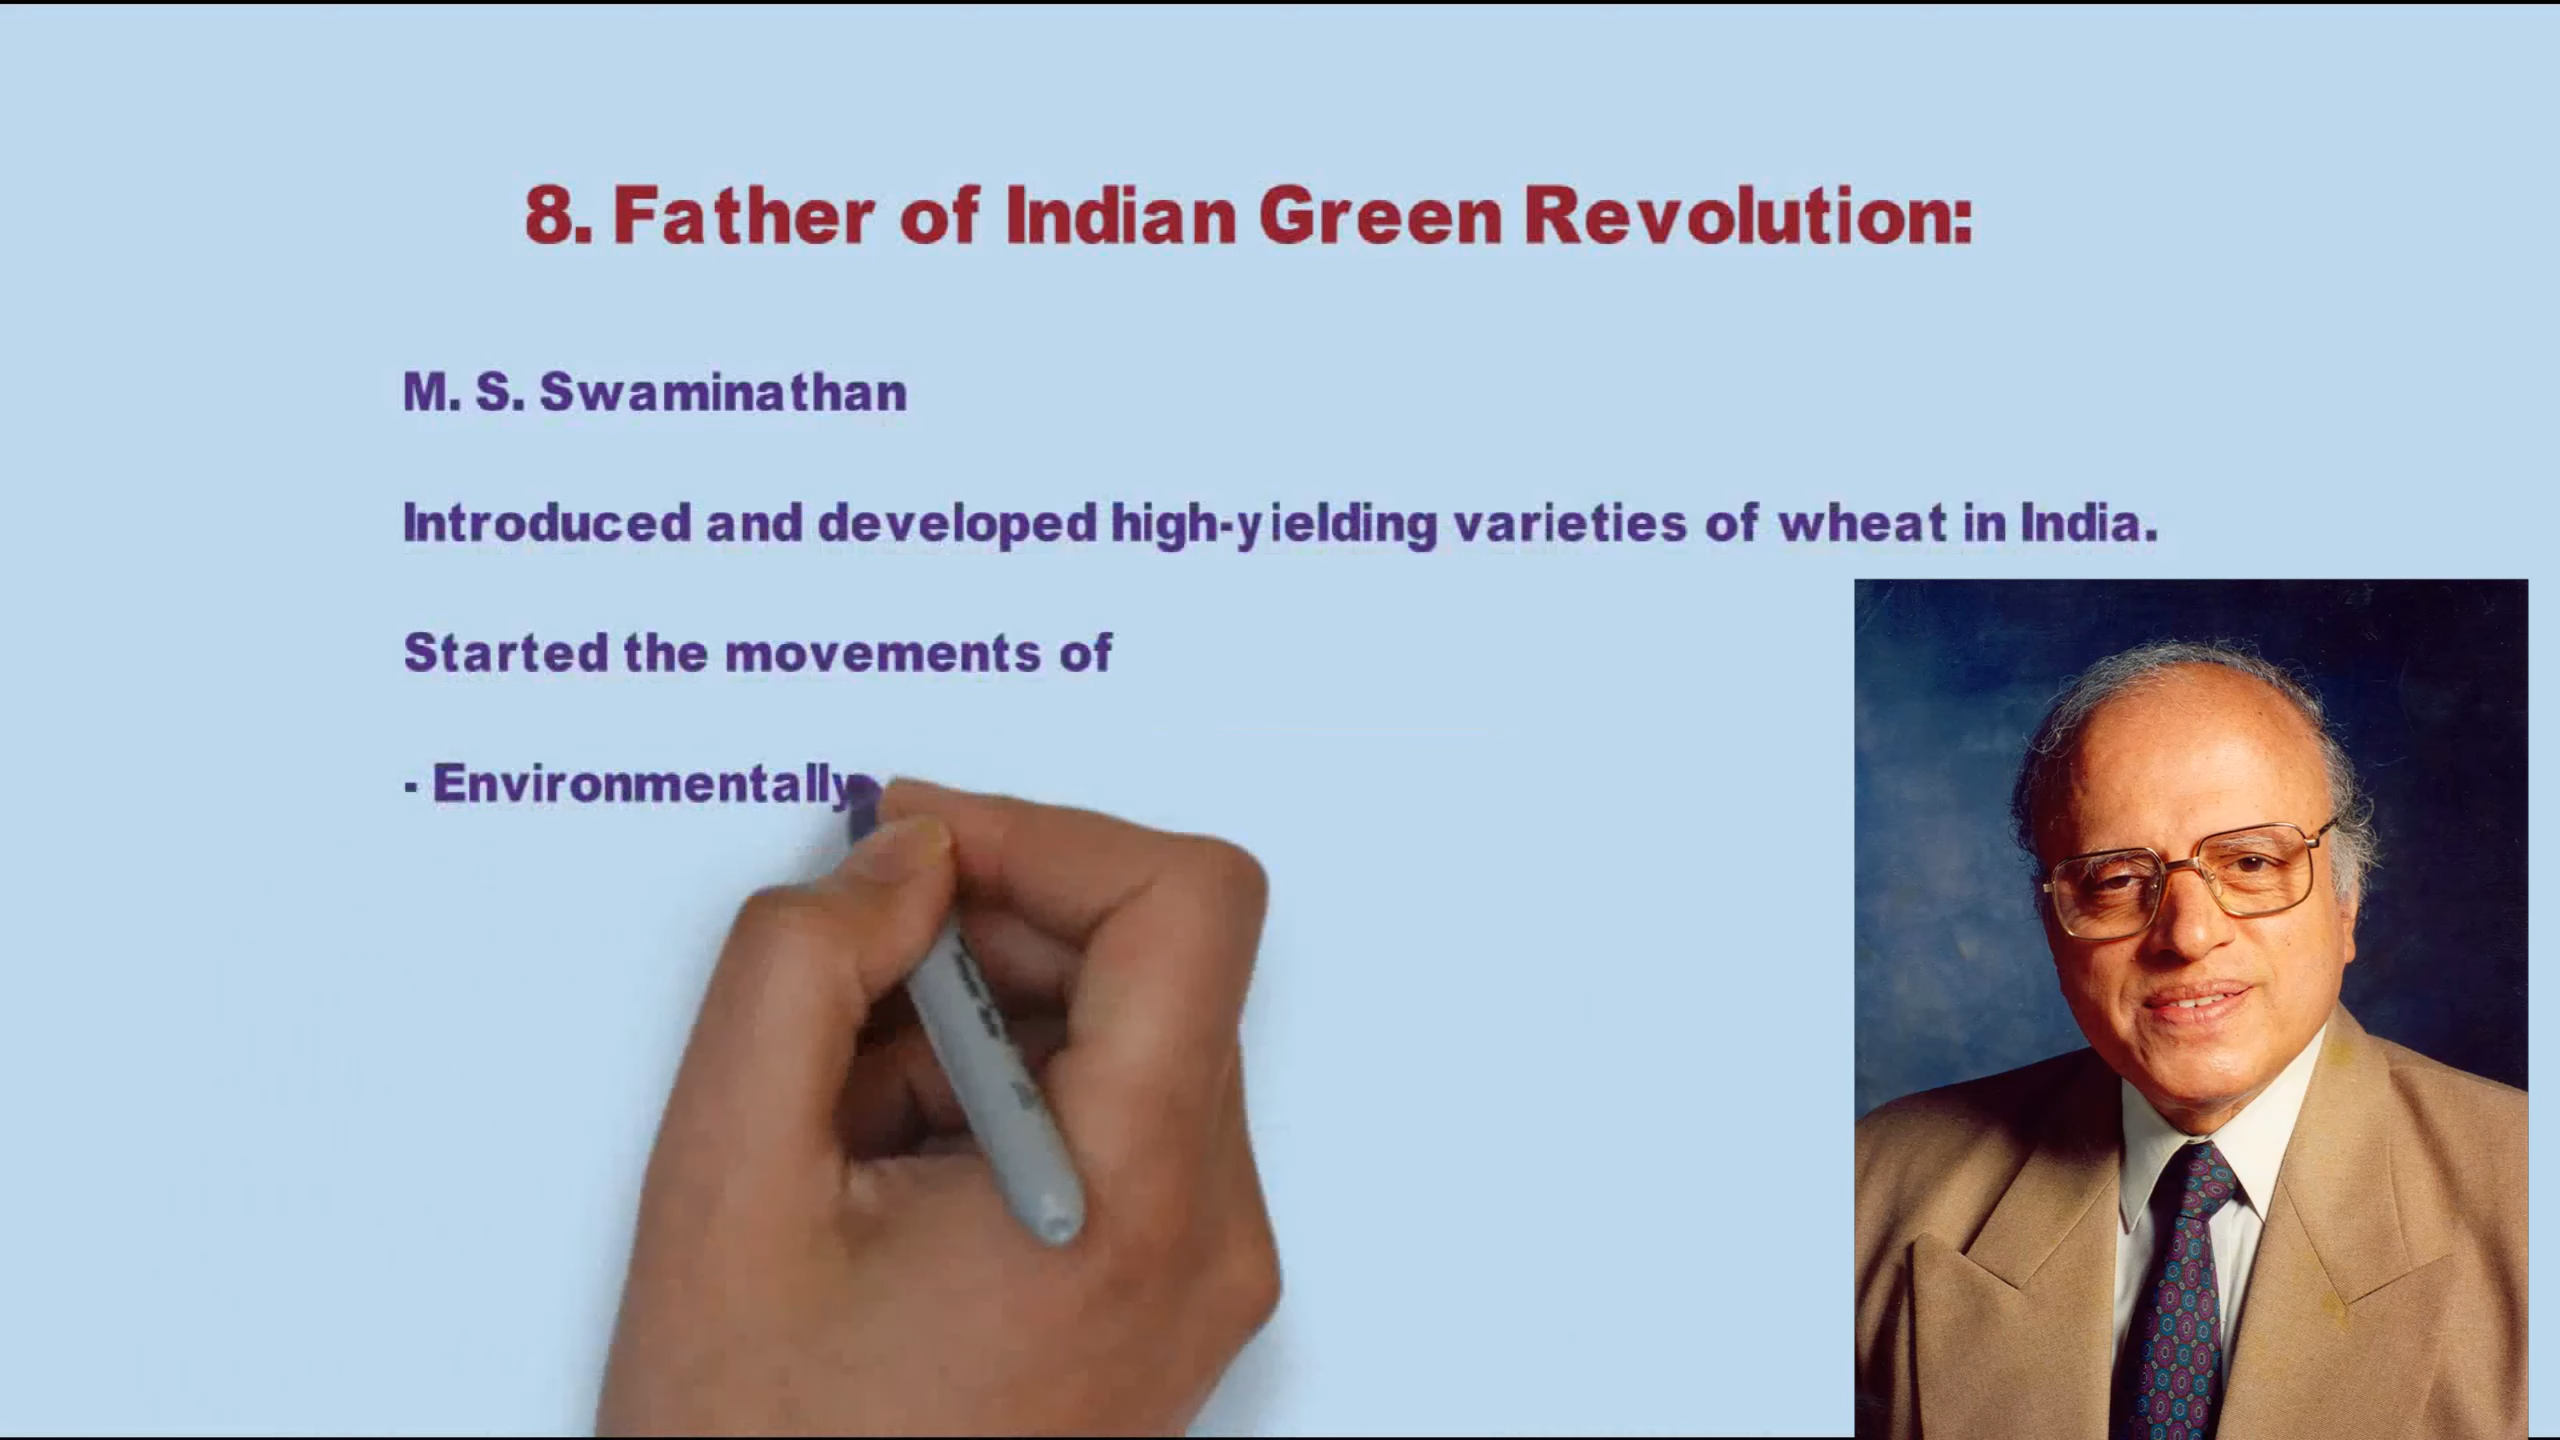 8. Father of Indian Green Revolution:
M. S. Swaminathan
Introduced and developed high-yielding varieties of wheat in India.
Started the movements of
- Environmentally